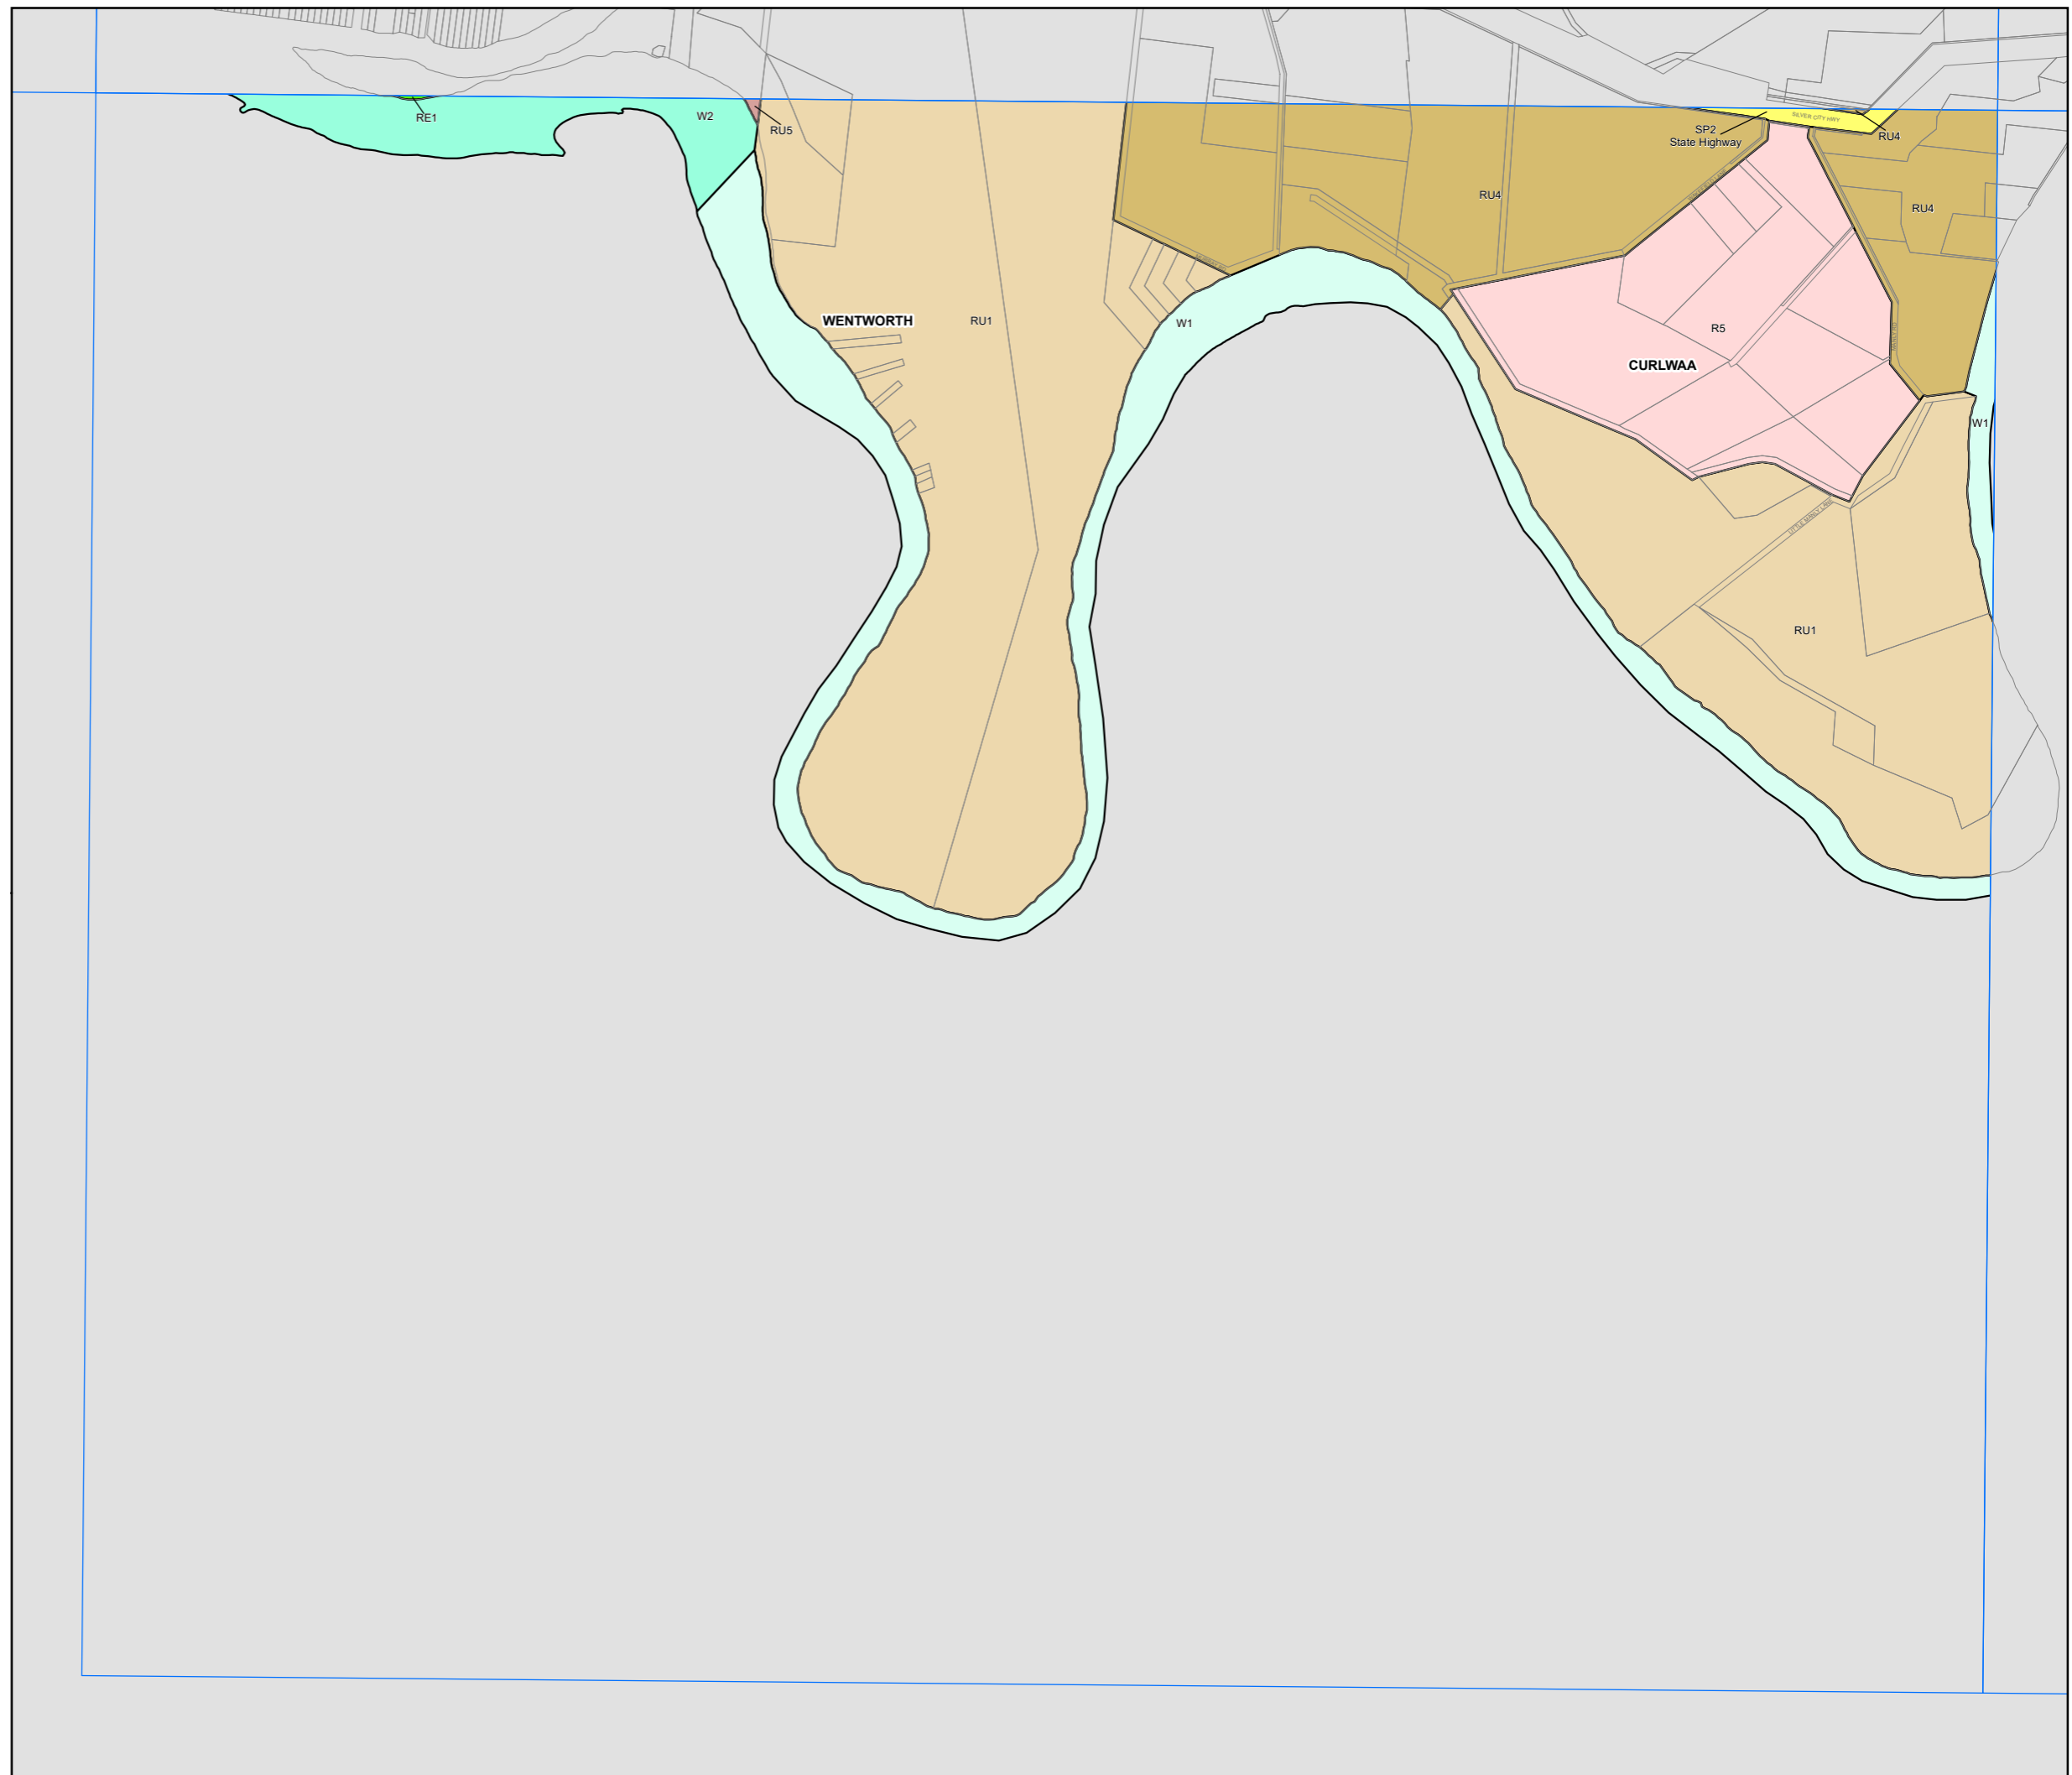 RE1
W2
RU5
SP2
State Highway
SILVER CITY HWY
RU4
RU4
RU4
WENTWORTH
RU1
W1
R5
CURLWAA
W1
RU1